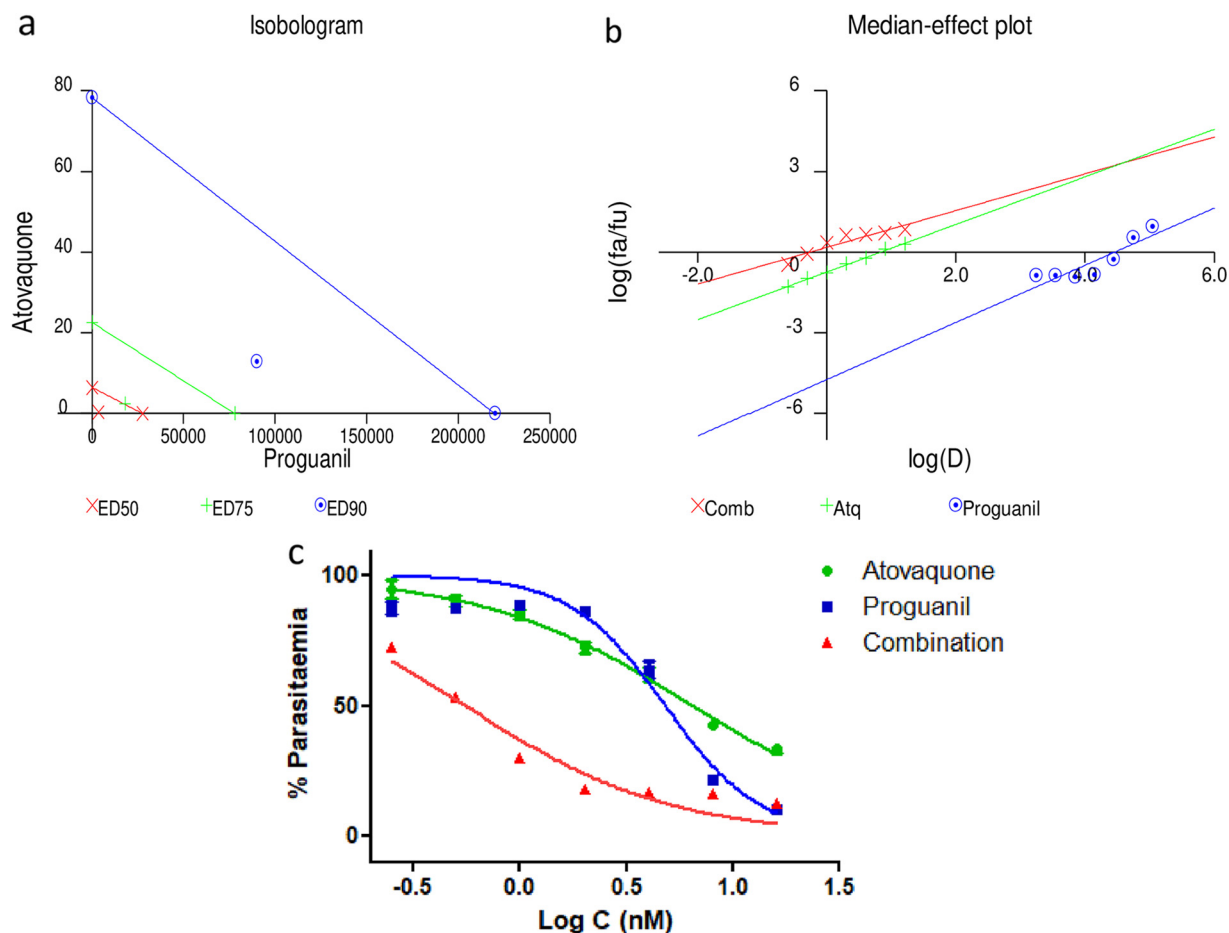 a
Isobologram
80
60
40
20
0
Atovaquone
0
50000
100000
150000
200000
250000
Proguanil
ED50
ED75
ED90
b
Median-effect plot
6
3
0
-3
-6
log(fa/fu)
-2.0
2.0
4.0
6.0
log(D)
Comb
Atq
Proguanil
c
100
50
0
% Parasitaemia
-0.5
0.0
0.5
1.0
1.5
Log C (nM)
Atovaquone
Proguanil
Combination